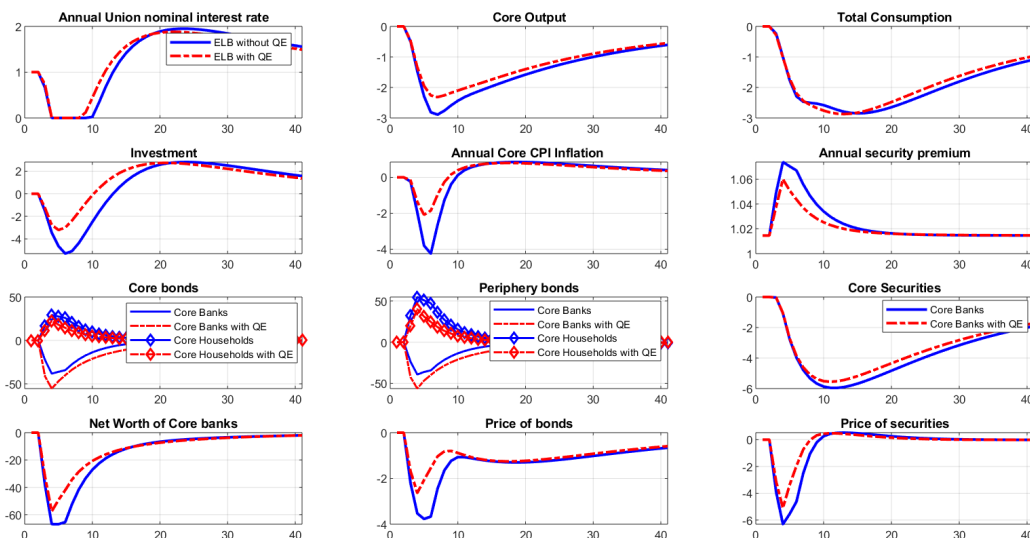 Annual Union nominal interest rate
2
1
0
0 10 20 30 40
ELB without QE
ELB with QE
Core Output
0
-1
-2
-3
0 10 20 30 40
Total Consumption
0
-1
-2
-3
0 10 20 30 40
Investment
2
0
-2
-4
0 10 20 30 40
Annual Core CPI Inflation
0
-2
-4
0 10 20 30 40
Annual security premium
1.06
1.04
1.02
1
0 10 20 30 40
Core bonds
50
0
-50
0 10 20 30 40
Core Banks
Core Banks with QE
Core Households
Core Households with QE
Periphery bonds
50
0
-50
0 10 20 30 40
Core Banks
Core Banks with QE
Core Households
Core Households with QE
Core Securities
0
-2
-4
-6
0 10 20 30 40
Core Banks
Core Banks with QE
Net Worth of Core banks
0
-20
-40
-60
0 10 20 30 40
Price of bonds
0
-2
-4
0 10 20 30 40
Price of securities
0
-2
-4
-6
0 10 20 30 40